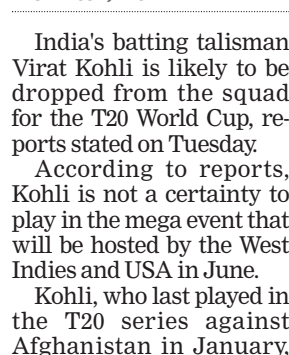 India's batting talisman
Virat Kohli is likely to be
dropped from the squad
for the T20 World Cup, re-
ports stated on Tuesday.
According to reports,
Kohli is not a certainty to
play in the mega event that
will be hosted by the West
Indies and USA in June.
Kohli, who last played in
the T20 series against
Afghanistan in January,